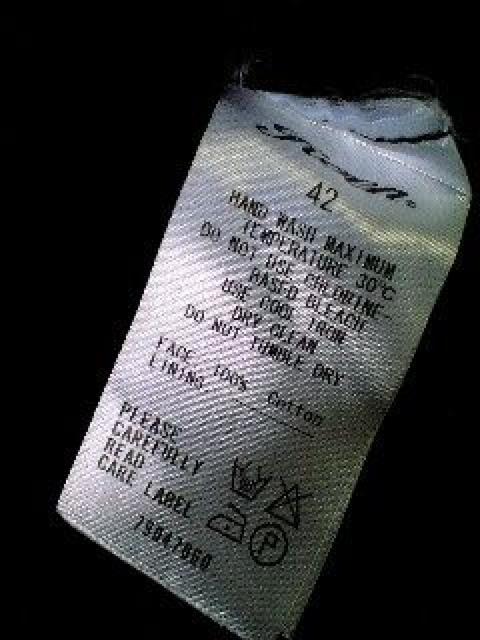 42
HAND WASH MAXIMUM
TEMPERATURE 30℃
DO NOT USE CHLORINE-
BASED BLEACH
USE COOL IRON
DRY CLEAN
DO NOT TUMBLE DRY
FACE 100% Cotton
LINING
PLEASE
CAREFULLY
READ
CARE LABEL
P